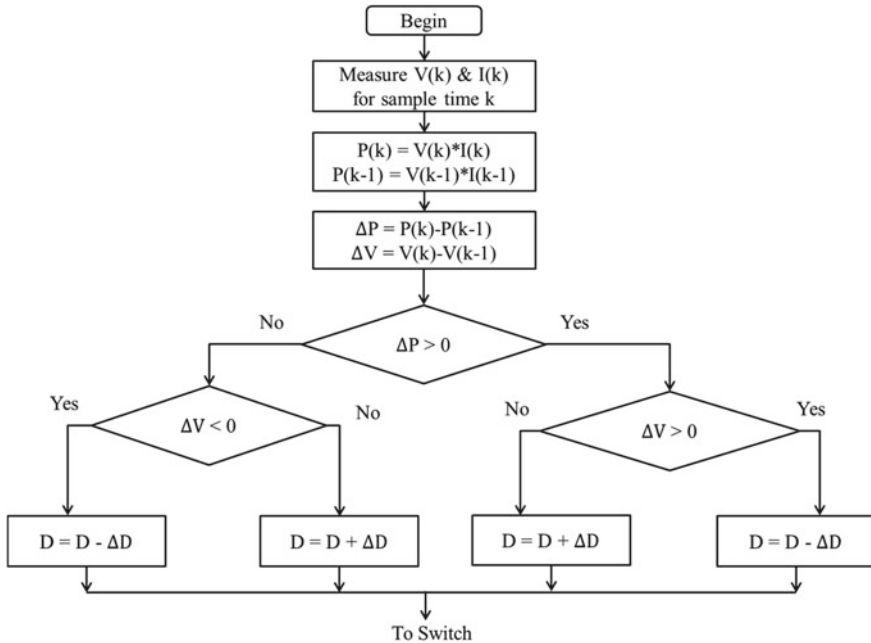 Begin
Measure V(k) & I(k)
for sample time k
P(k) = V(k)*I(k)
P(k-1) = V(k-1)*I(k-1)
ΔP = P(k)-P(k-1)
ΔV = V(k)-V(k-1)
No
Yes
ΔP > 0
Yes
ΔV < 0
No
No
ΔV > 0
Yes
D = D - ΔD
D = D + ΔD
D = D + ΔD
D = D - ΔD
To Switch